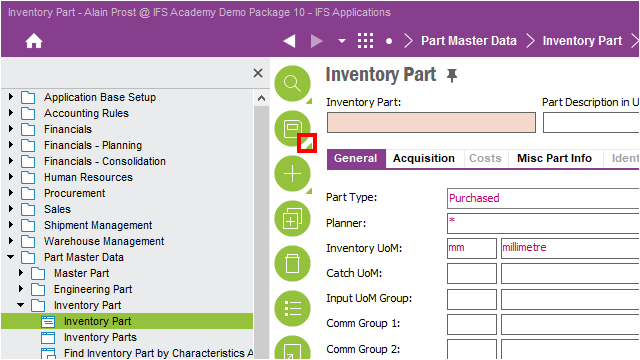 Inventory Part - Alain Prost @ IFS Academy Demo Package 10 - IFS Applications
Part Master Data
Inventory Part
Application Base Setup
Accounting Rules
Financials
Financials - Planning
Financials - Consolidation
Human Resources
Procurement
Sales
Shipment Management
Warehouse Management
Part Master Data
Master Part
Engineering Part
Inventory Part
Inventory Part
Inventory Parts
Find Inventory Part by Characteristics A
Inventory Part
Inventory Part:
Part Description in U
General Acquisition Costs Misc Part Info Identi
Part Type: Purchased
Planner: *
Inventory UoM: mm millimetre
Catch UoM:
Input UoM Group:
Comm Group 1:
Comm Group 2: